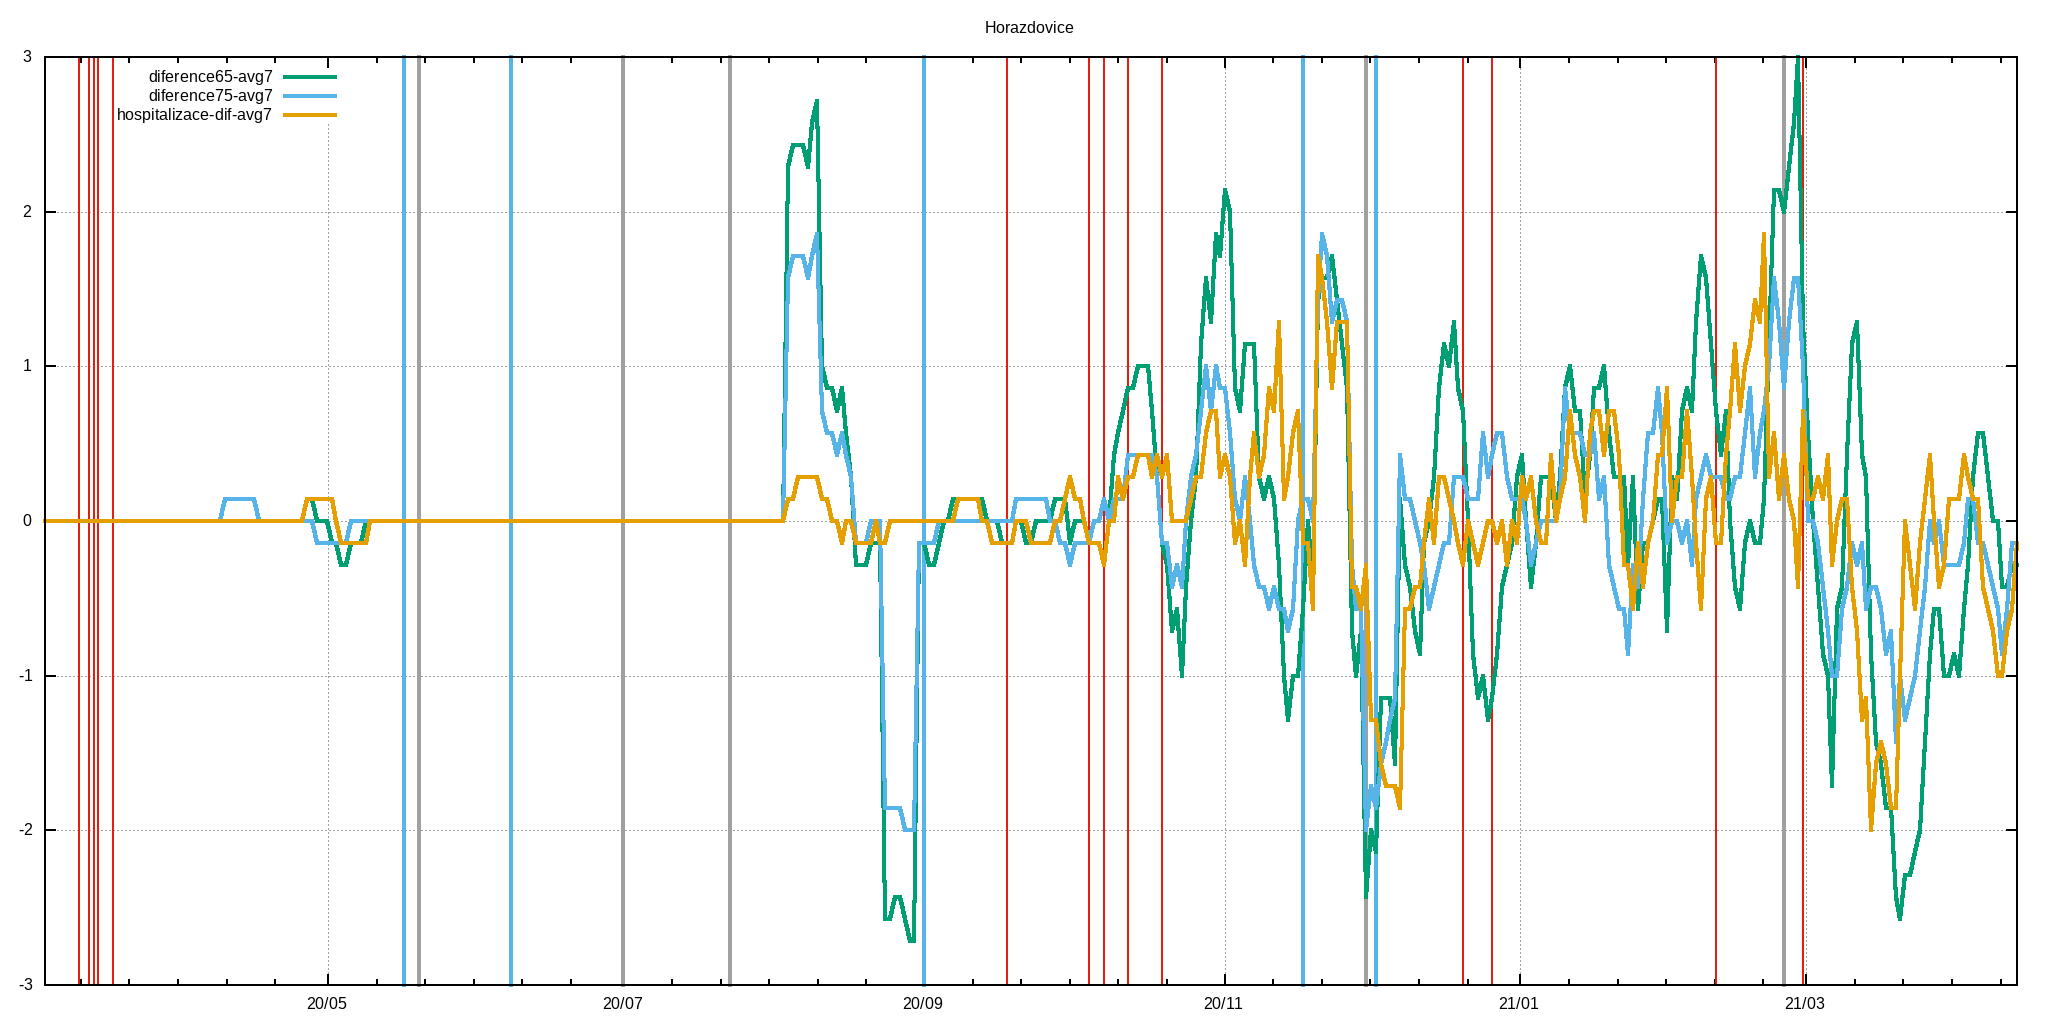 Horazdovice
3
diference65-avg7
diference75-avg7
hospitalizace-dif-avg7
2
1
0
-1
-2
-3
20/05 20/07 20/09 20/11 21/01 21/03